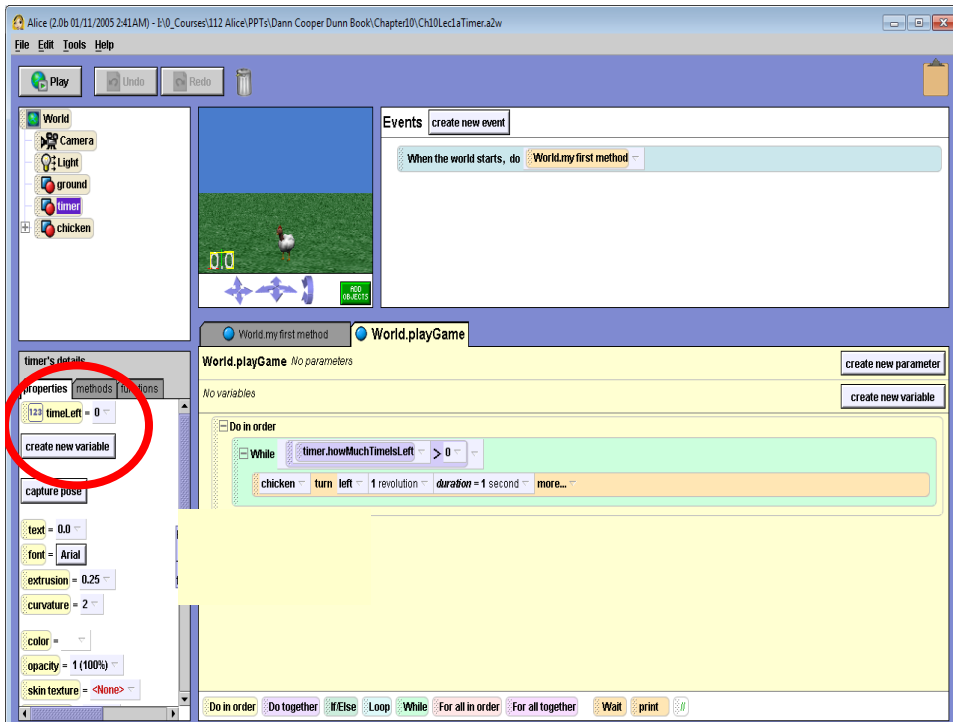 Alice (2.0b 01/11/2005 2:41AM) - I:\0_Courses\112 Alice\PPTs\Dann Cooper Dunn Book\Chapter10\Ch10Lec1aTimer.a2w
File Edit Tools Help
Play Undo Redo
World
Camera
Light
ground
timer
chicken
0.0
ADD OBJECTS
Events create new event
When the world starts, do World.my first method
timer's details
properties methods functions
123 timeLeft = 0
create new variable
capture pose
text = 0.0
font = Arial
extrusion = 0.25
curvature = 2
color =
opacity = 1 (100%)
skin texture = <None>
World.my first method World.playGame
World.playGame No parameters create new parameter
No variables create new variable
Do in order
While timer.howMuchTimeIsLeft > 0
chicken turn left 1 revolution duration = 1 second more...
Do in order Do together If/Else Loop While For all in order For all together Wait print //